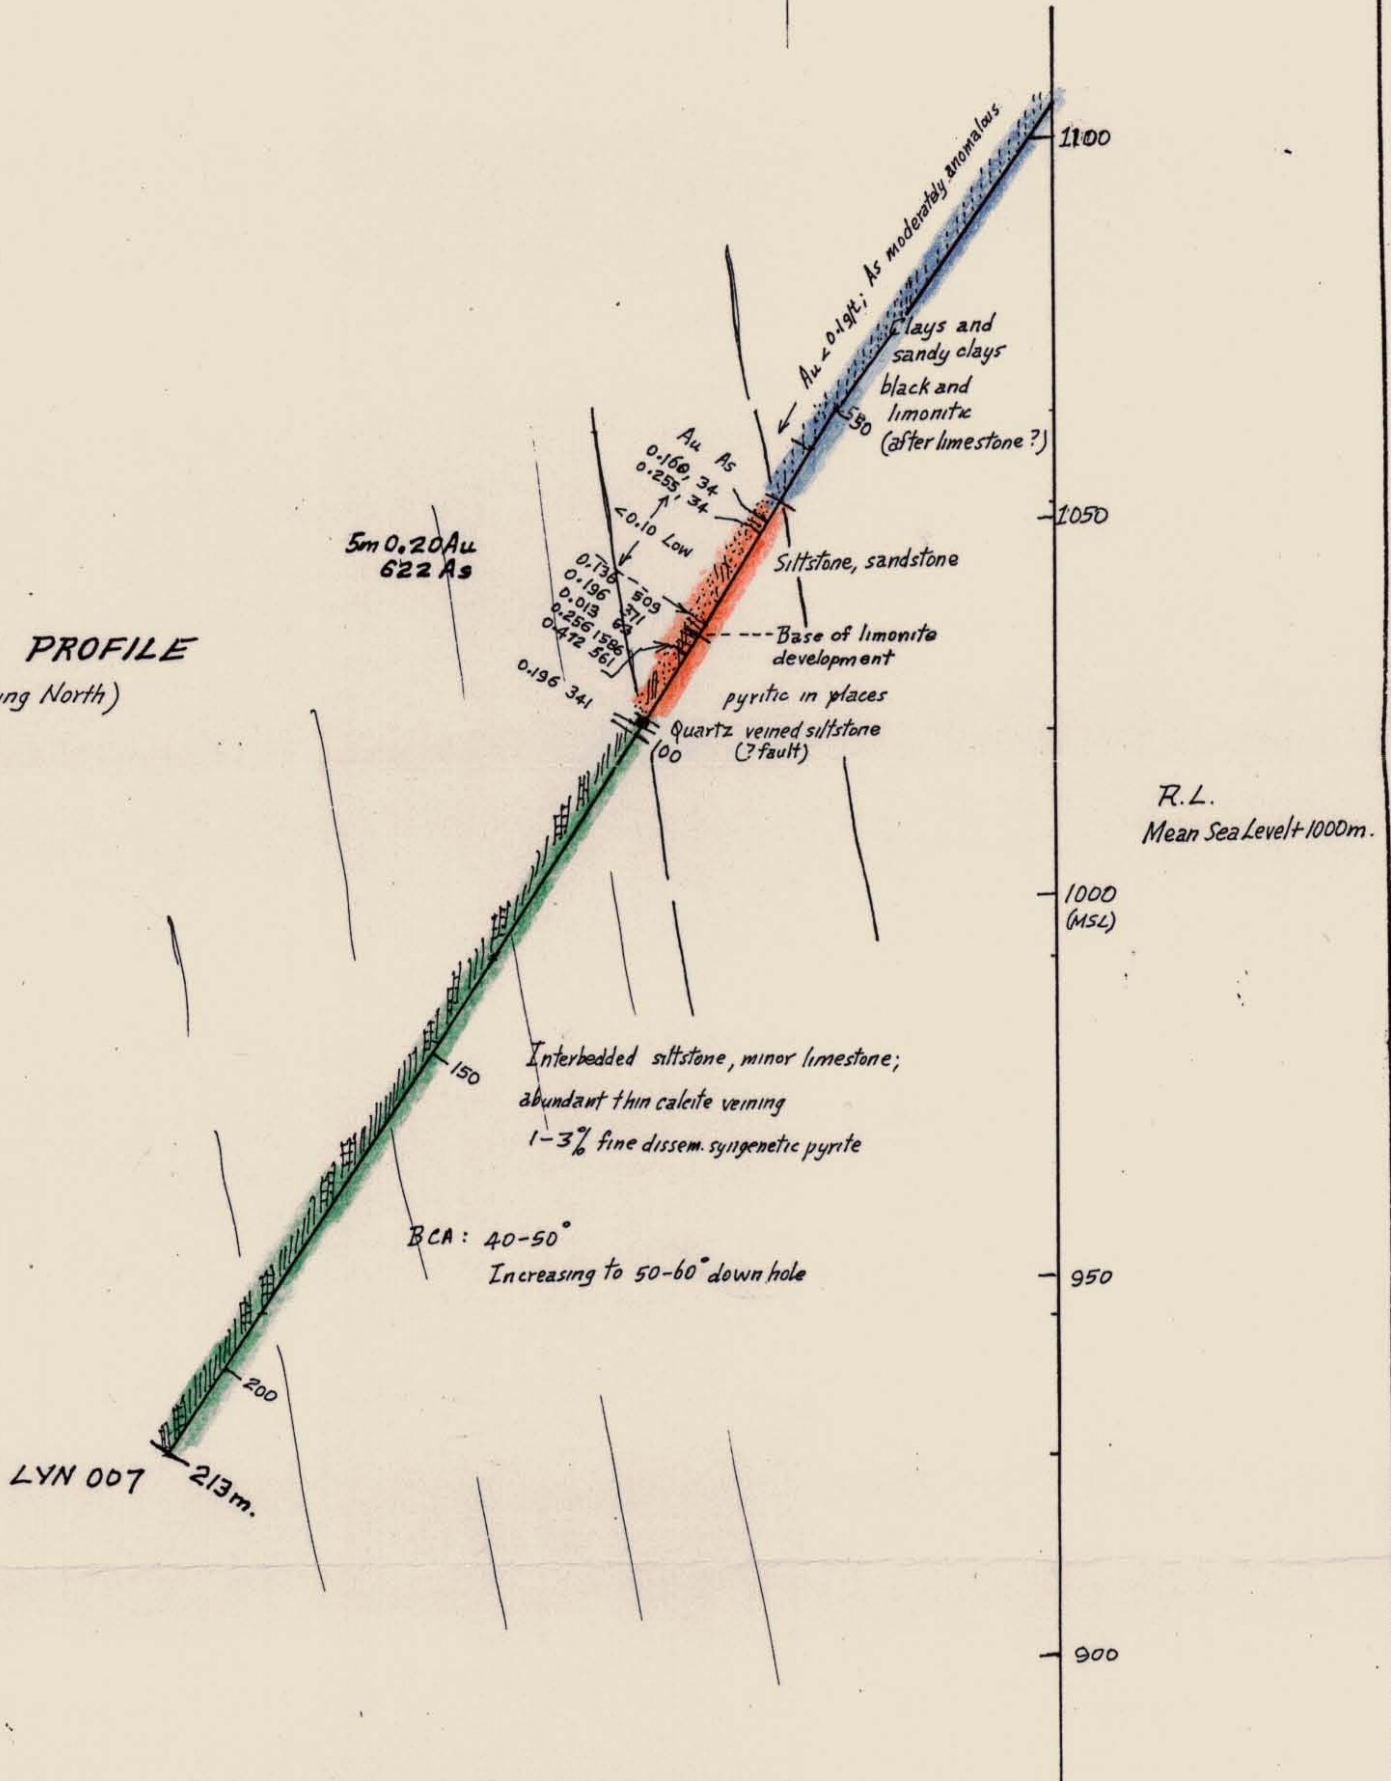 1100
Au < 0.1g/t; As moderately anomalous
Clays and
sandy clays
black and
limonitic
(after limestone?)
50
Au As
0.160, 34
0.255, 34
<0.10 Low
1050
5m 0.20 Au
622 As
Siltstone, sandstone
0.136 509
0.196 371
0.013 63
0.256 1586
0.472 561
0.196 341
PROFILE
ng North)
Base of limonite
development
pyritic in places
Quartz veined siltstone
(? fault)
100
R.L.
Mean Sea Level + 1000m.
1000
(MSL)
150
Interbedded siltstone, minor limestone;
abundant thin calcite veining
1-3% fine dissem. syngenetic pyrite
BCA: 40-50°
Increasing to 50-60° down hole
950
200
LYN 007
213m.
900